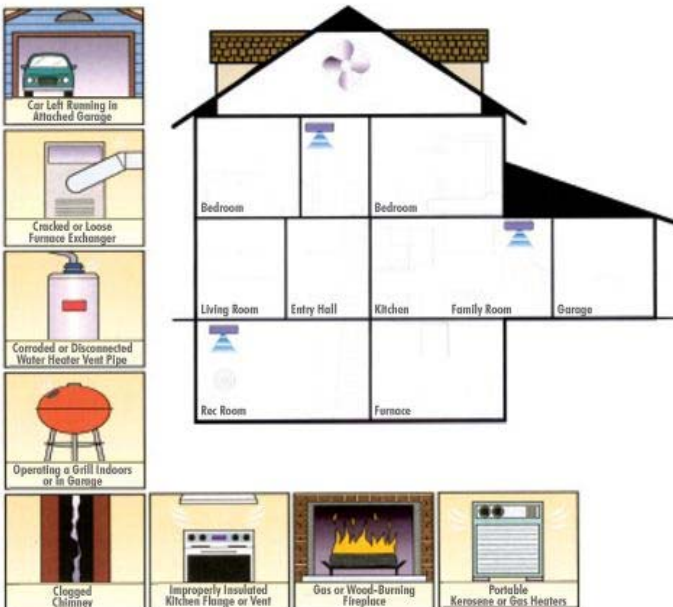 Car Left Running in
Attached Garage
Cracked or Loose
Furnace Exchanger
Corroded or Disconnected
Water Heater Vent Pipe
Operating a Grill Indoors
or in Garage
Clogged
Chimney
Improperly Insulated
Kitchen Flange or Vent
Gas or Wood-Burning
Fireplace
Portable
Kerosene or Gas Heaters
Bedroom
Bedroom
Living Room
Entry Hall
Kitchen
Family Room
Garage
Rec Room
Furnace